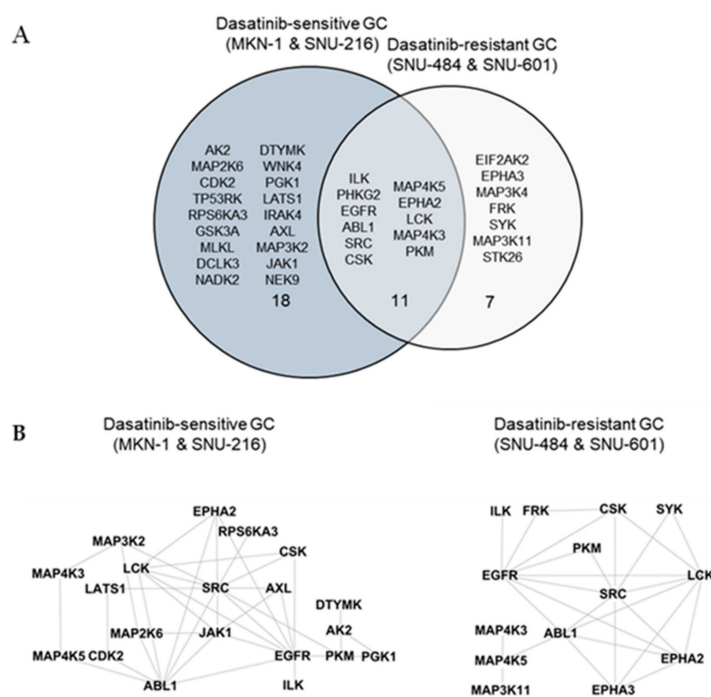 A
Dasatinib-sensitive GC
(MKN-1 & SNU-216)
Dasatinib-resistant GC
(SNU-484 & SNU-601)
AK2
MAP2K6
CDK2
TP53RK
RPS6KA3
GSK3A
MLKL
DCLK3
NADK2
DTYMK
WNK4
PGK1
LATS1
IRAK4
AXL
MAP3K2
JAK1
NEK9
18
ILK
PHKG2
EGFR
ABL1
SRC
CSK
MAP4K5
EPHA2
LCK
MAP4K3
PKM
11
EIF2AK2
EPHA3
MAP3K4
FRK
SYK
MAP3K11
STK26
7
B
Dasatinib-sensitive GC
(MKN-1 & SNU-216)
EPHA2
RPS6KA3
MAP3K2
CSK
LCK
MAP4K3
SRC
AXL
LATS1
DTYMK
MAP2K6
JAK1
AK2
MAP4K5
CDK2
EGFR
PKM
PGK1
ABL1
ILK
Dasatinib-resistant GC
(SNU-484 & SNU-601)
ILK
FRK
CSK
SYK
PKM
EGFR
LCK
SRC
MAP4K3
ABL1
MAP4K5
EPHA2
MAP3K11
EPHA3